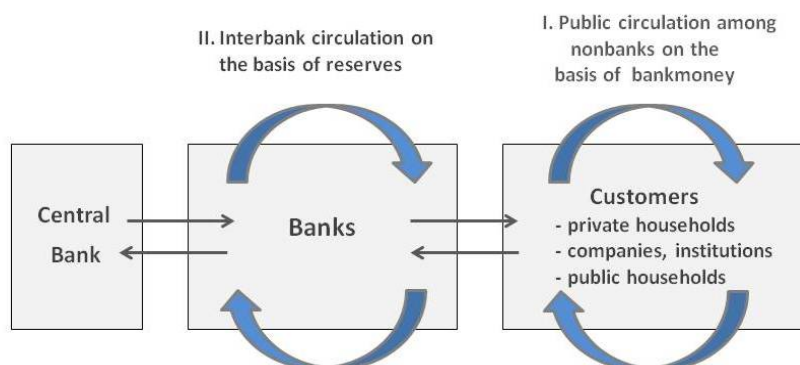 II. Interbank circulation on
the basis of reserves
I. Public circulation among
nonbanks on the
basis of bankmoney
Central
Bank
Banks
Customers
- private households
- companies, institutions
- public households